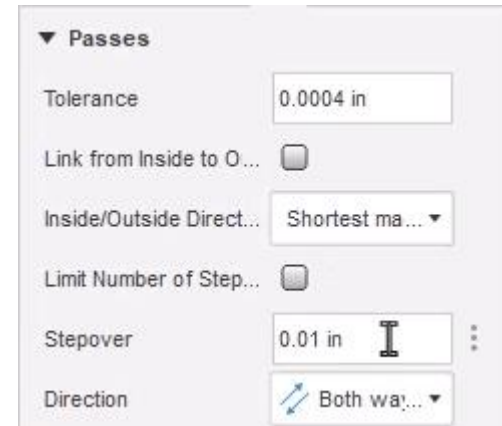 Passes
Tolerance 0.0004 in
Link from Inside to O...
Inside/Outside Direct... Shortest ma...
Limit Number of Step...
Stepover 0.01 in
Direction Both way...